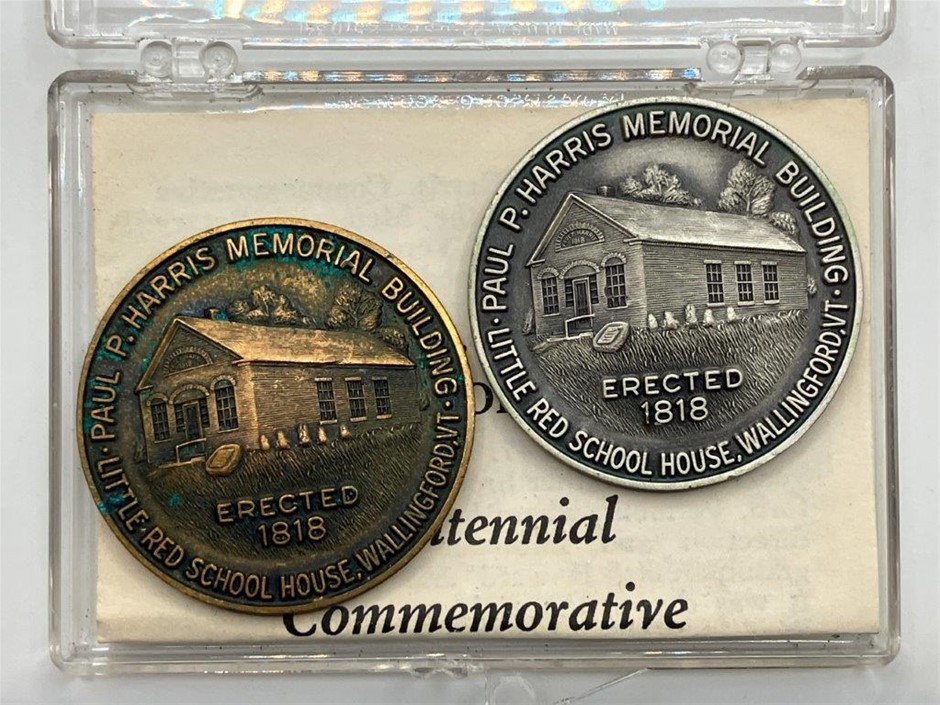 PAUL P. HARRIS MEMORIAL BUILDING
ERECTED
1818
LITTLE RED SCHOOL HOUSE, WALLINGFORD, VT.
PAUL P. HARRIS MEMORIAL BUILDING
ERECTED
1818
LITTLE RED SCHOOL HOUSE, WALLINGFORD, VT.
tennial
Commemorative